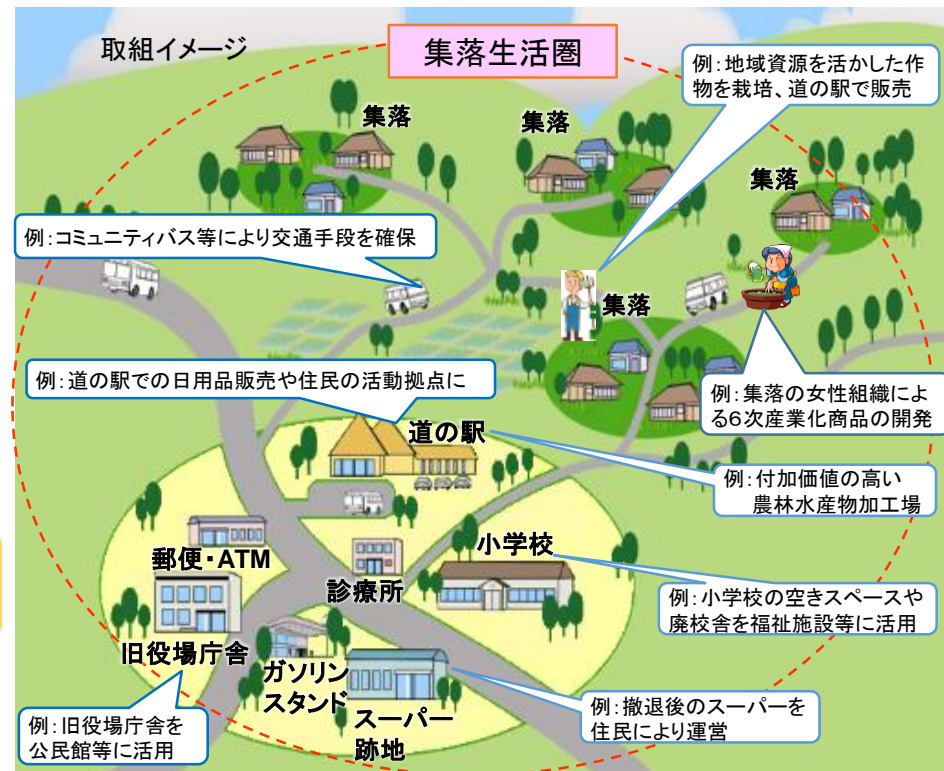 取組イメージ
集落生活圏
例：地域資源を活かした作
物を栽培、道の駅で販売
集落
集落
集落
例：コミュニティバス等により交通手段を確保
集落
例：道の駅での日用品販売や住民の活動拠点に
例：集落の女性組織によ
る６次産業化商品の開発
道の駅
例：付加価値の高い
農林水産物加工場
郵便・ATM
小学校
診療所
例：小学校の空きスペースや
廃校舎を福祉施設等に活用
旧役場庁舎
ガソリン
スタンド
スーパー
跡地
例：旧役場庁舎を
公民館等に活用
例：撤退後のスーパーを
住民により運営